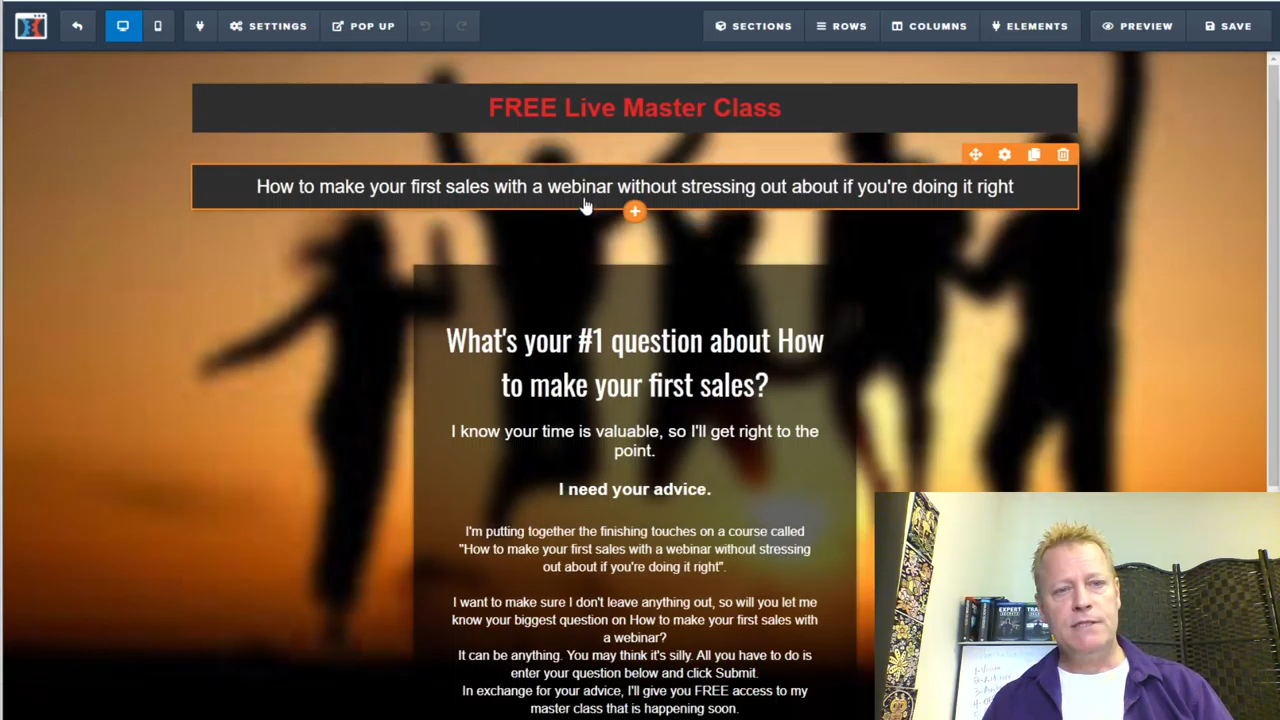 SETTINGS
POP UP
SECTIONS
ROWS
COLUMNS
ELEMENTS
PREVIEW
SAVE
FREE Live Master Class
How to make your first sales with a webinar without stressing out about if you're doing it right
What's your #1 question about How
to make your first sales?
I know your time is valuable, so I'll get right to the
point.
I need your advice.
I'm putting together the finishing touches on a course called
"How to make your first sales with a webinar without stressing
out about if you're doing it right".
I want to make sure I don't leave anything out, so will you let me
know your biggest question on How to make your first sales with
a webinar?
It can be anything. You may think it's silly. All you have to do is
enter your question below and click Submit.
In exchange for your advice, I'll give you FREE access to my
master class that is happening soon.
EXPERT